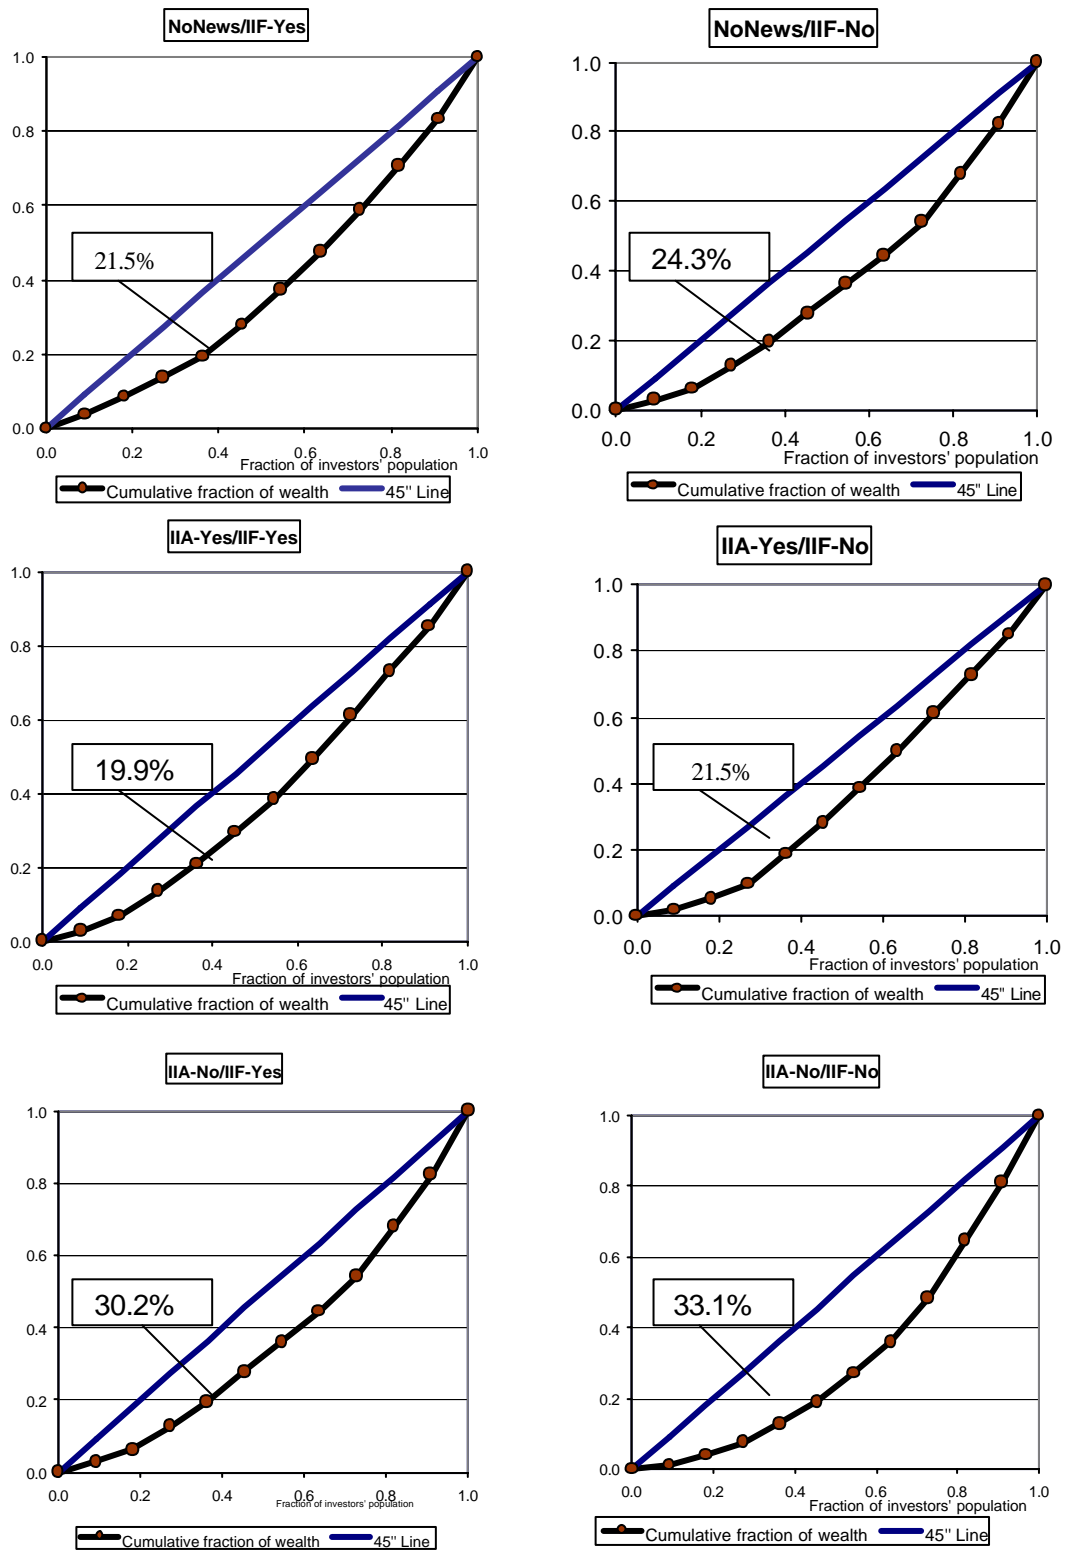 NoNews/IIF-Yes
1.0
0.8
0.6
0.4
0.2
0.0
21.5%
0.0 0.2 0.4 0.6 0.8 1.0
Fraction of investors' population
Cumulative fraction of wealth 45" Line
NoNews/IIF-No
1.0
0.8
0.6
0.4
0.2
0.0
24.3%
0.0 0.2 0.4 0.6 0.8 1.0
Fraction of investors' population
Cumulative fraction of wealth 45" Line
IIA-Yes/IIF-Yes
1.0
0.8
0.6
0.4
0.2
0.0
19.9%
0.0 0.2 0.4 0.6 0.8 1.0
Fraction of investors' population
Cumulative fraction of wealth 45" Line
IIA-Yes/IIF-No
1.0
0.8
0.6
0.4
0.2
0.0
21.5%
0.0 0.2 0.4 0.6 0.8 1.0
Fraction of investors' population
Cumulative fraction of wealth 45" Line
IIA-No/IIF-Yes
1.0
0.8
0.6
0.4
0.2
0.0
30.2%
0.0 0.2 0.4 0.6 0.8 1.0
Fraction of investors' population
Cumulative fraction of wealth 45" Line
IIA-No/IIF-No
1.0
0.8
0.6
0.4
0.2
0.0
33.1%
0.0 0.2 0.4 0.6 0.8 1.0
Fraction of investors' population
Cumulative fraction of wealth 45" Line